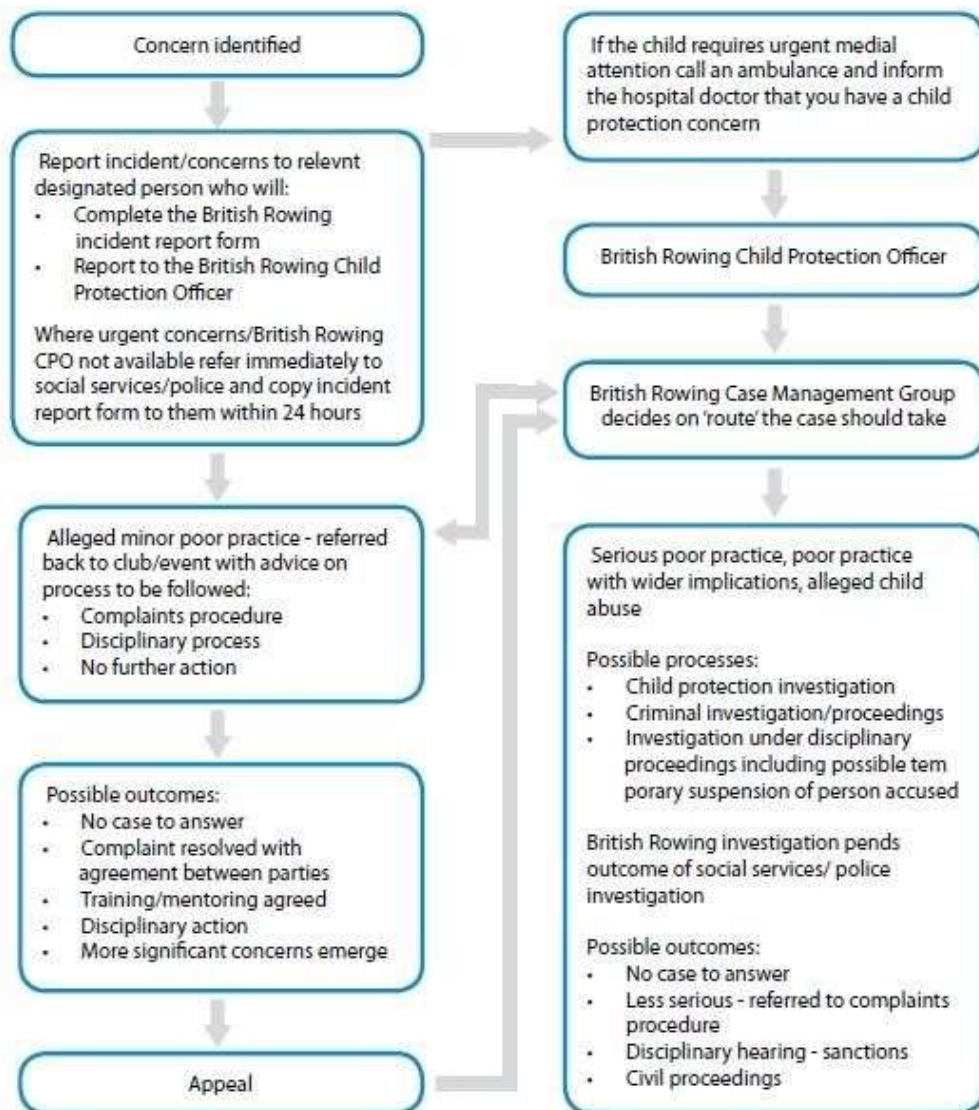 Concern identified
Report incident/concerns to relevnt
designated person who will:
• Complete the British Rowing
incident report form
• Report to the British Rowing Child
Protection Officer
Where urgent concerns/British Rowing
CPO not available refer immediately to
social services/police and copy incident
report form to them within 24 hours
Alleged minor poor practice - referred
back to club/event with advice on
process to be followed:
• Complaints procedure
• Disciplinary process
• No further action
Possible outcomes:
• No case to answer
• Complaint resolved with
agreement between parties
• Training/mentoring agreed
• Disciplinary action
• More significant concerns emerge
Appeal
If the child requires urgent medial
attention call an ambulance and inform
the hospital doctor that you have a child
protection concern
British Rowing Child Protection Officer
British Rowing Case Management Group
decides on 'route' the case should take
Serious poor practice, poor practice
with wider implications, alleged child
abuse
Possible processes:
• Child protection investigation
• Criminal investigation/proceedings
• Investigation under disciplinary
proceedings including possible tem
porary suspension of person accused
British Rowing investigation pends
outcome of social services/ police
investigation
Possible outcomes:
• No case to answer
• Less serious - referred to complaints
procedure
• Disciplinary hearing - sanctions
• Civil proceedings